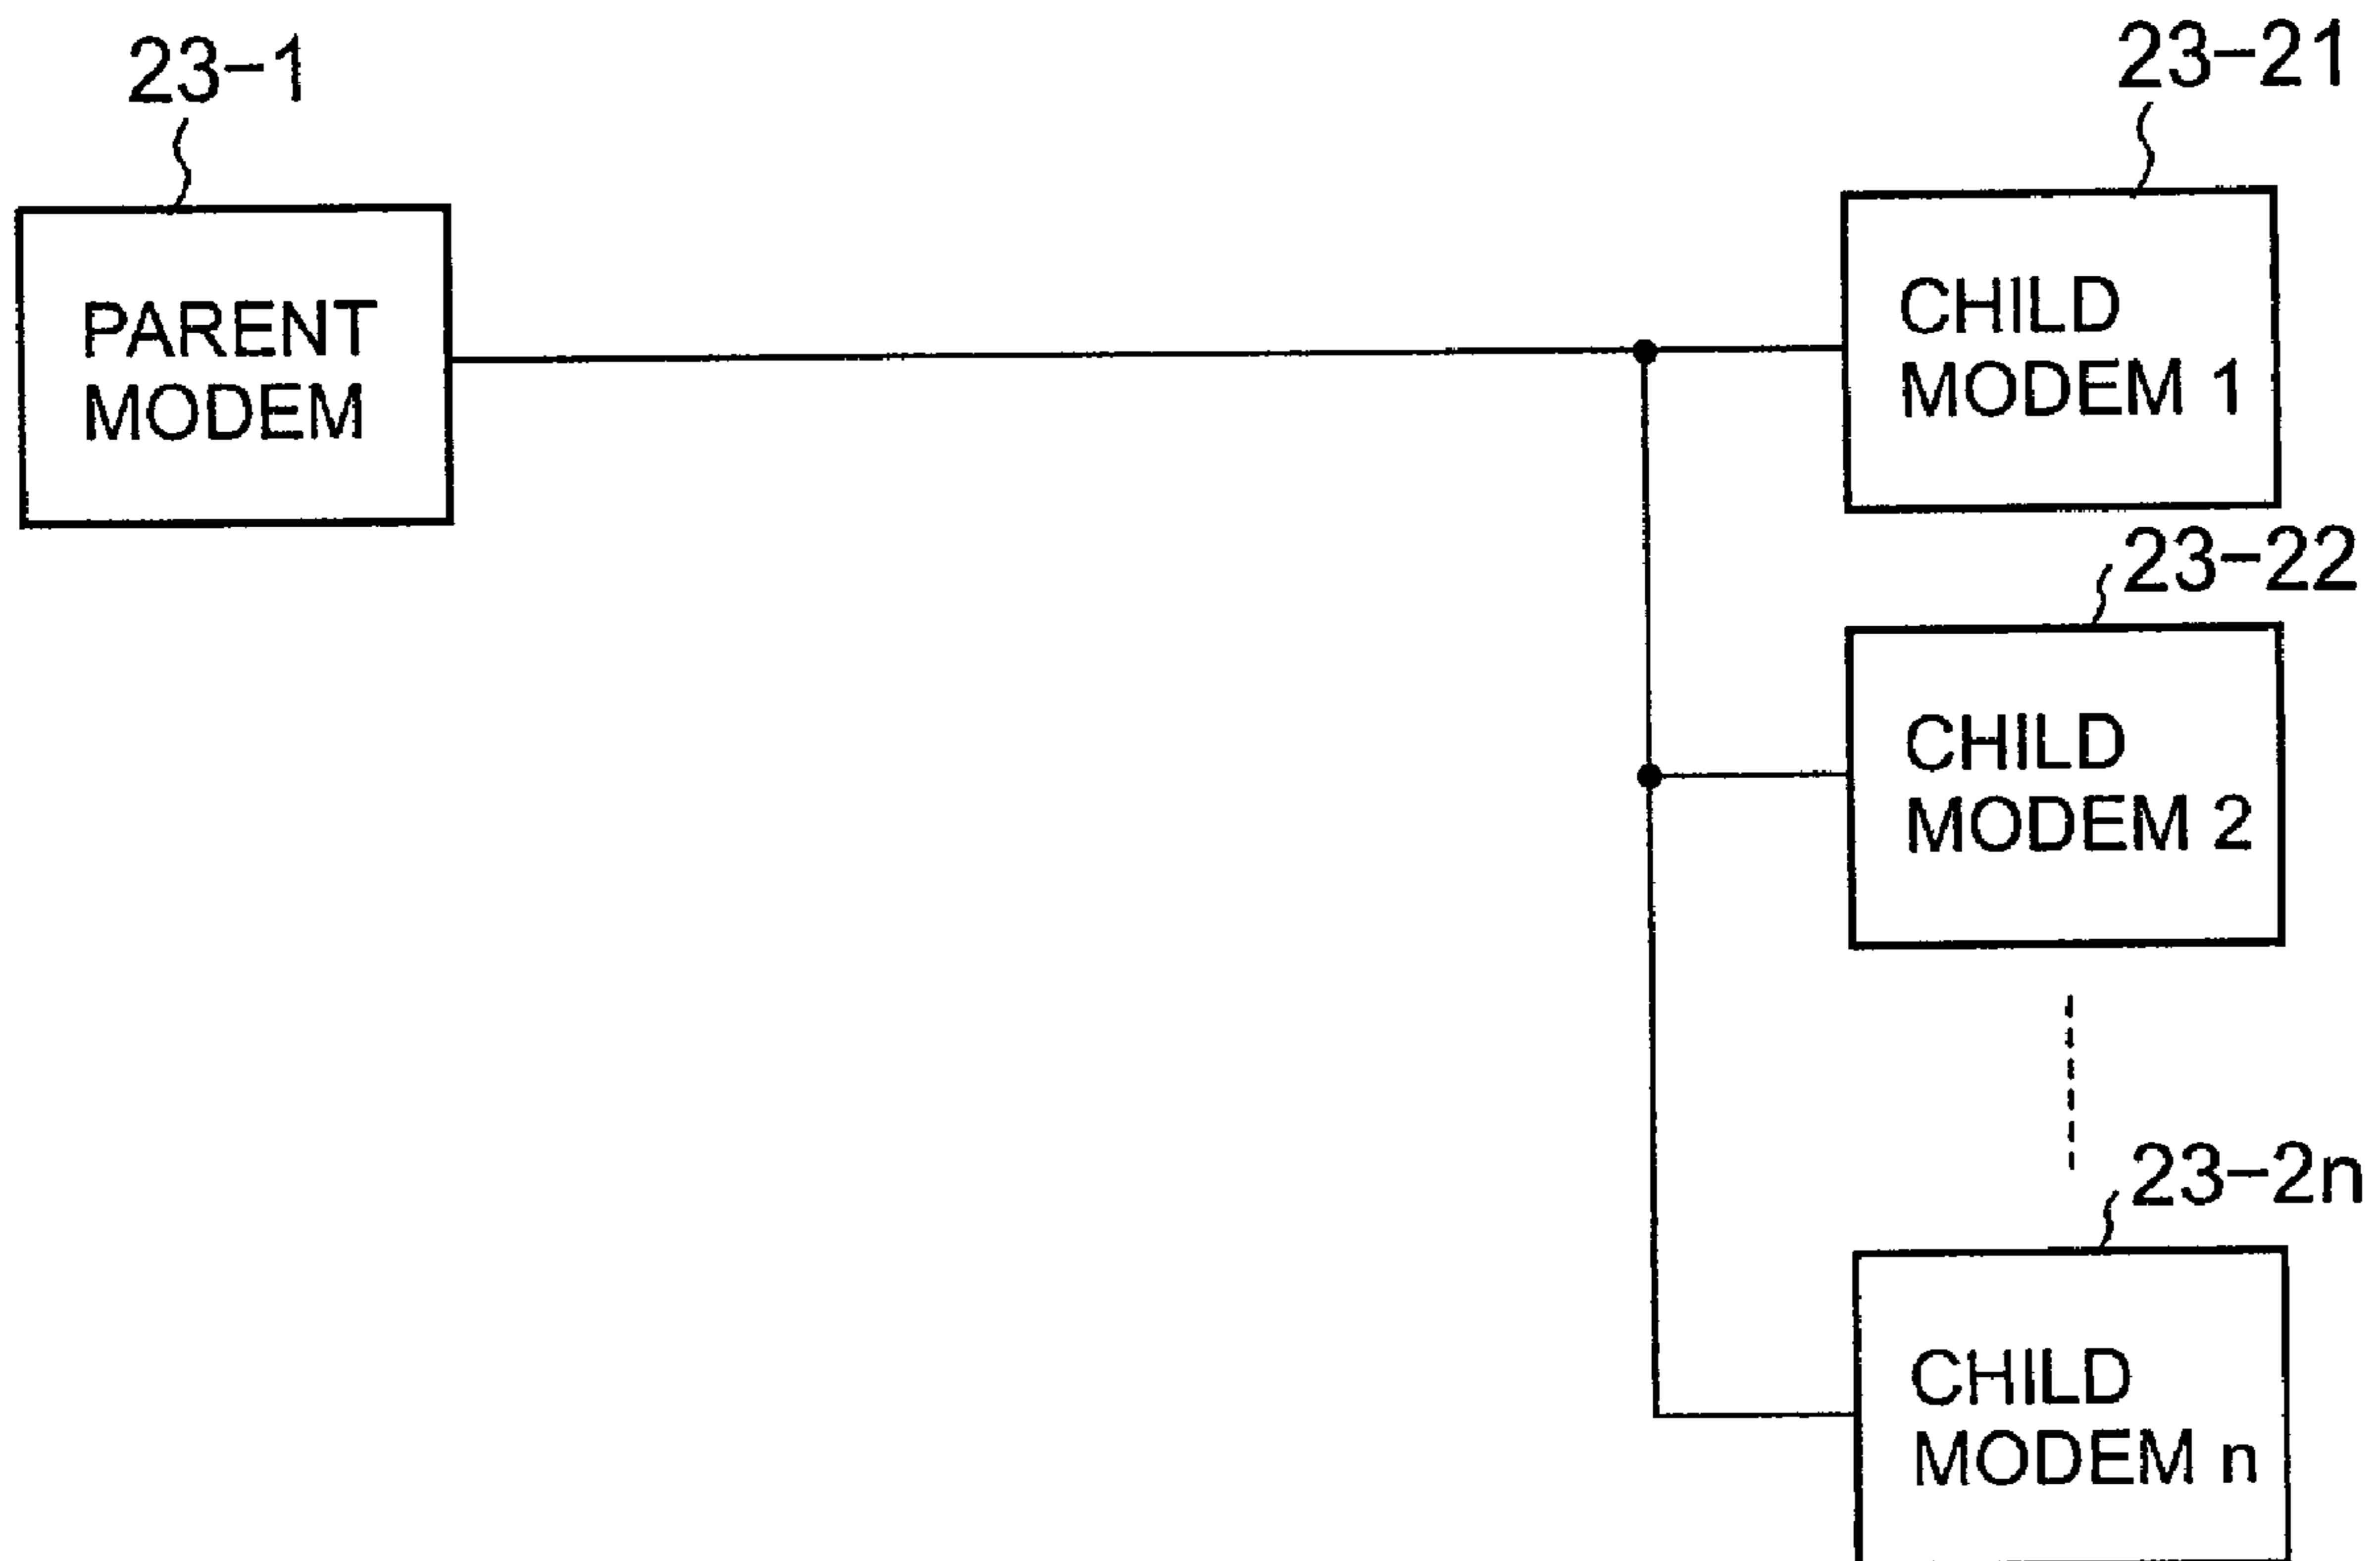 23-1
23-21
PARENT
MODEM
CHILD
MODEM 1
23-22
CHILD
MODEM 2
23-2n
CHILD
MODEM n